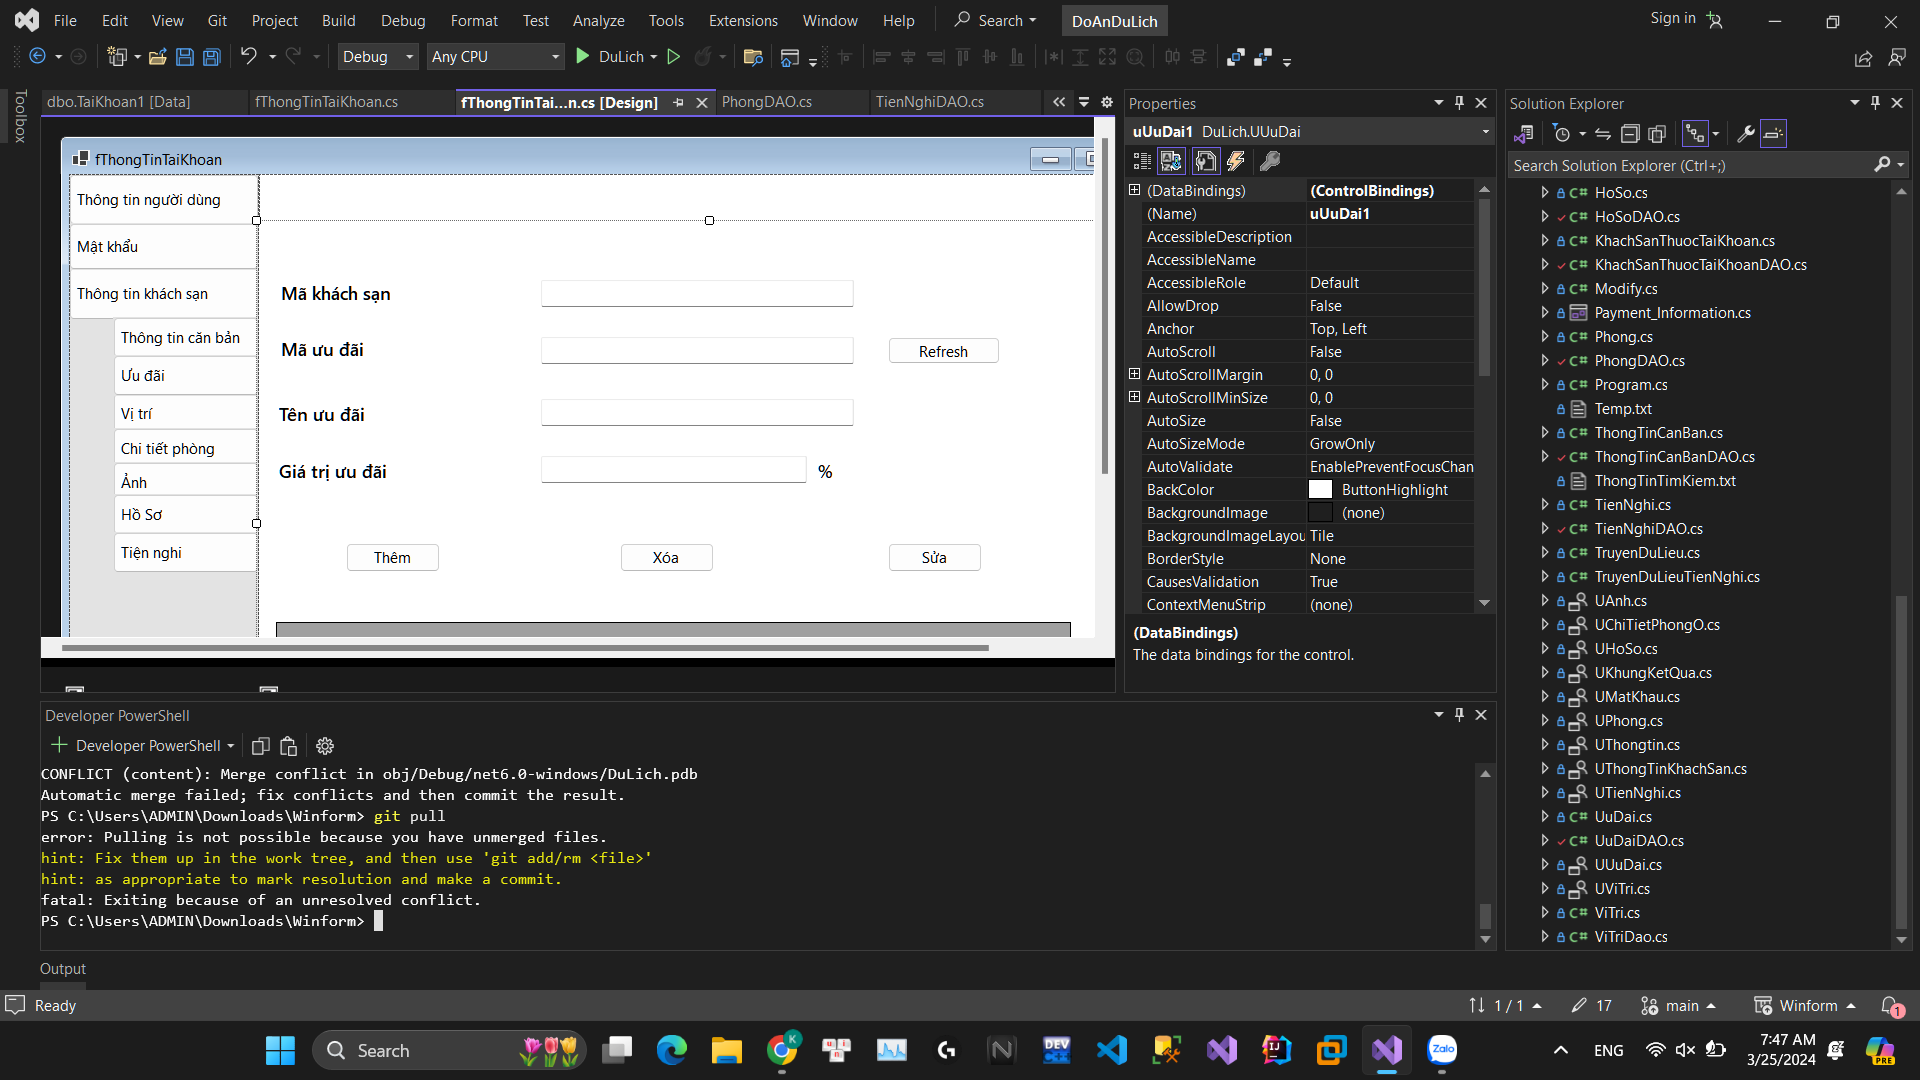 File Edit View Git Project Build Debug Format Test Analyze Tools Extensions Window Help Search DoAnDuLich Sign in
Debug Any CPU DuLich
Toolbox
dbo.TaiKhoan1 [Data] fThongTinTaiKhoan.cs fThongTinTai...n.cs [Design] PhongDAO.cs TienNghiDAO.cs
fThongTinTaiKhoan
Thông tin người dùng
Mật khẩu
Thông tin khách sạn
Thông tin căn bản
Ưu đãi
Vị trí
Chi tiết phòng
Ảnh
Hồ Sơ
Tiện nghi
Mã khách sạn
Mã ưu đãi
Refresh
Tên ưu đãi
Giá trị ưu đãi %
Thêm Xóa Sửa
Properties
uUuDai1 DuLich.UUuDai
(DataBindings) (ControlBindings)
(Name) uUuDai1
AccessibleDescription
AccessibleName
AccessibleRole Default
AllowDrop False
Anchor Top, Left
AutoScroll False
AutoScrollMargin 0, 0
AutoScrollMinSize 0, 0
AutoSize False
AutoSizeMode GrowOnly
AutoValidate EnablePreventFocusChan
BackColor ButtonHighlight
BackgroundImage (none)
BackgroundImageLayou Tile
BorderStyle None
CausesValidation True
ContextMenuStrip (none)
(DataBindings)
The data bindings for the control.
Solution Explorer
Search Solution Explorer (Ctrl+;)
C# HoSo.cs
C# HoSoDAO.cs
C# KhachSanThuocTaiKhoan.cs
C# KhachSanThuocTaiKhoanDAO.cs
C# Modify.cs
Payment_Information.cs
C# Phong.cs
C# PhongDAO.cs
C# Program.cs
Temp.txt
C# ThongTinCanBan.cs
C# ThongTinCanBanDAO.cs
ThongTinTimKiem.txt
C# TienNghi.cs
C# TienNghiDAO.cs
C# TruyenDuLieu.cs
C# TruyenDuLieuTienNghi.cs
UAnh.cs
UChiTietPhongO.cs
UHoSo.cs
UKhungKetQua.cs
UMatKhau.cs
UPhong.cs
UThongtin.cs
UThongTinKhachSan.cs
UTienNghi.cs
C# UuDai.cs
C# UuDaiDAO.cs
UUuDai.cs
UViTri.cs
C# ViTri.cs
C# ViTriDao.cs
Developer PowerShell
Developer PowerShell
CONFLICT (content): Merge conflict in obj/Debug/net6.0-windows/DuLich.pdb
Automatic merge failed; fix conflicts and then commit the result.
PS C:\Users\ADMIN\Downloads\Winform> git pull
error: Pulling is not possible because you have unmerged files.
hint: Fix them up in the work tree, and then use 'git add/rm <file>'
hint: as appropriate to mark resolution and make a commit.
fatal: Exiting because of an unresolved conflict.
PS C:\Users\ADMIN\Downloads\Winform>
Output
Ready 1 / 1 17 main Winform 1
Search K DEV IJ Zalo ENG 7:47 AM
3/25/2024 PRE